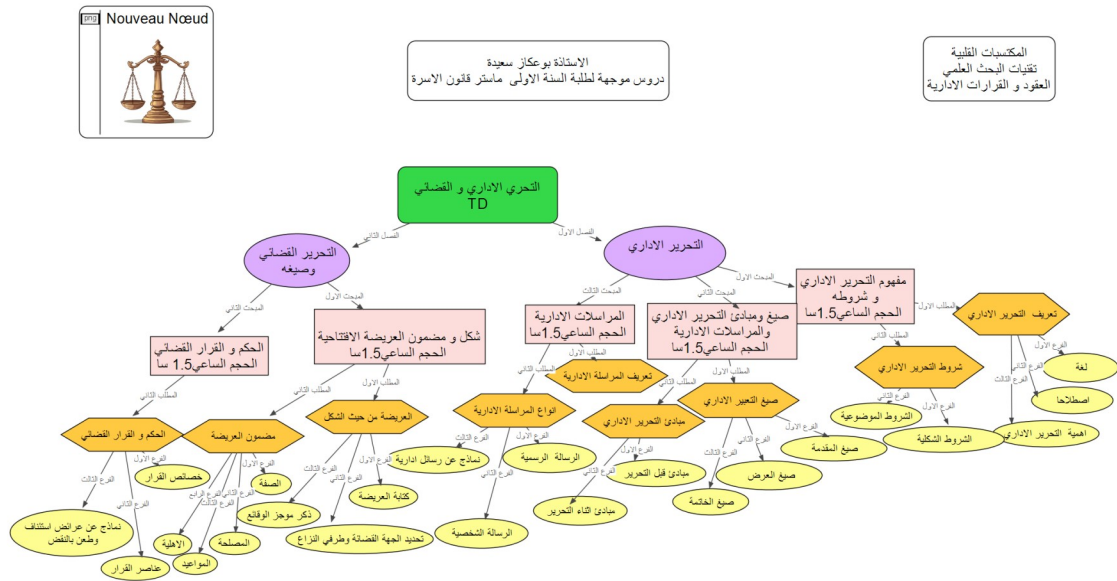 png
Nouveau Nœud
الاستاذة بوعكاز سعيدة
دروس موجهة لطلبة السنة الاولى ماستر قانون الاسرة
المكتسبات القلبية
تقنيات البحث العلمي
العقود و القرارات الادارية
التحري الاداري و القضائي
TD
الفصل الاول
الفصل الثاني
التحرير الاداري
التحرير القضائي
وصيغه
المبحث الاول
المبحث الثاني
المبحث الثالث
المبحث الاول
المبحث الثاني
مفهوم التحرير الاداري
و شروطه
الحجم الساعي1.5سا
صيغ ومبادئ التحرير الاداري
والمراسلات الادارية
الحجم الساعي1.5سا
المراسلات الادارية
الحجم الساعي1.5سا
شكل و مضمون العريضة الافتتاحية
الحجم الساعي1.5سا
الحكم و القرار القضائي
الحجم الساعي1.5 سا
المطلب الاول
المطلب الثاني
المطلب الاول
المطلب الثاني
المطلب الاول
المطلب الثاني
المطلب الاول
المطلب الثاني
المطلب الثاني
تعريف التحرير الاداري
شروط التحرير الاداري
صيغ التعبير الاداري
مبادئ التحرير الاداري
تعريف المراسلة الادارية
انواع المراسلة الادارية
العريضة من حيث الشكل
مضمون العريضة
الحكم و القرار القضائي
الفرع الاول
الفرع الثاني
الفرع الثالث
لغة
اصطلاحا
اهمية التحرير الاداري
الفرع الاول
الفرع الثاني
الشروط الشكلية
الشروط الموضوعية
الفرع الاول
الفرع الثاني
الفرع الثالث
صيغ المقدمة
صيغ العرض
صيغ الخاتمة
الفرع الاول
الفرع الثاني
مبادئ قبل التحرير
مبادئ اثناء التحرير
الفرع الاول
الفرع الثاني
الفرع الثالث
الرسالة الرسمية
الرسالة الشخصية
نماذج عن رسائل ادارية
الفرع الاول
الفرع الثاني
الفرع الثالث
كتابة العريضة
تحديد الجهة القضائة وطرفي النزاع
ذكر موجز الوقائع
الفرع الاول
الفرع الثاني
الفرع الثالث
الفرع الرابع
الصفة
المصلحة
المواعيد
الاهلية
الفرع الاول
الفرع الثاني
الفرع الثالث
خصائص القرار
عناصر القرار
نماذج عن عرائض استئناف
وطعن بالنقض